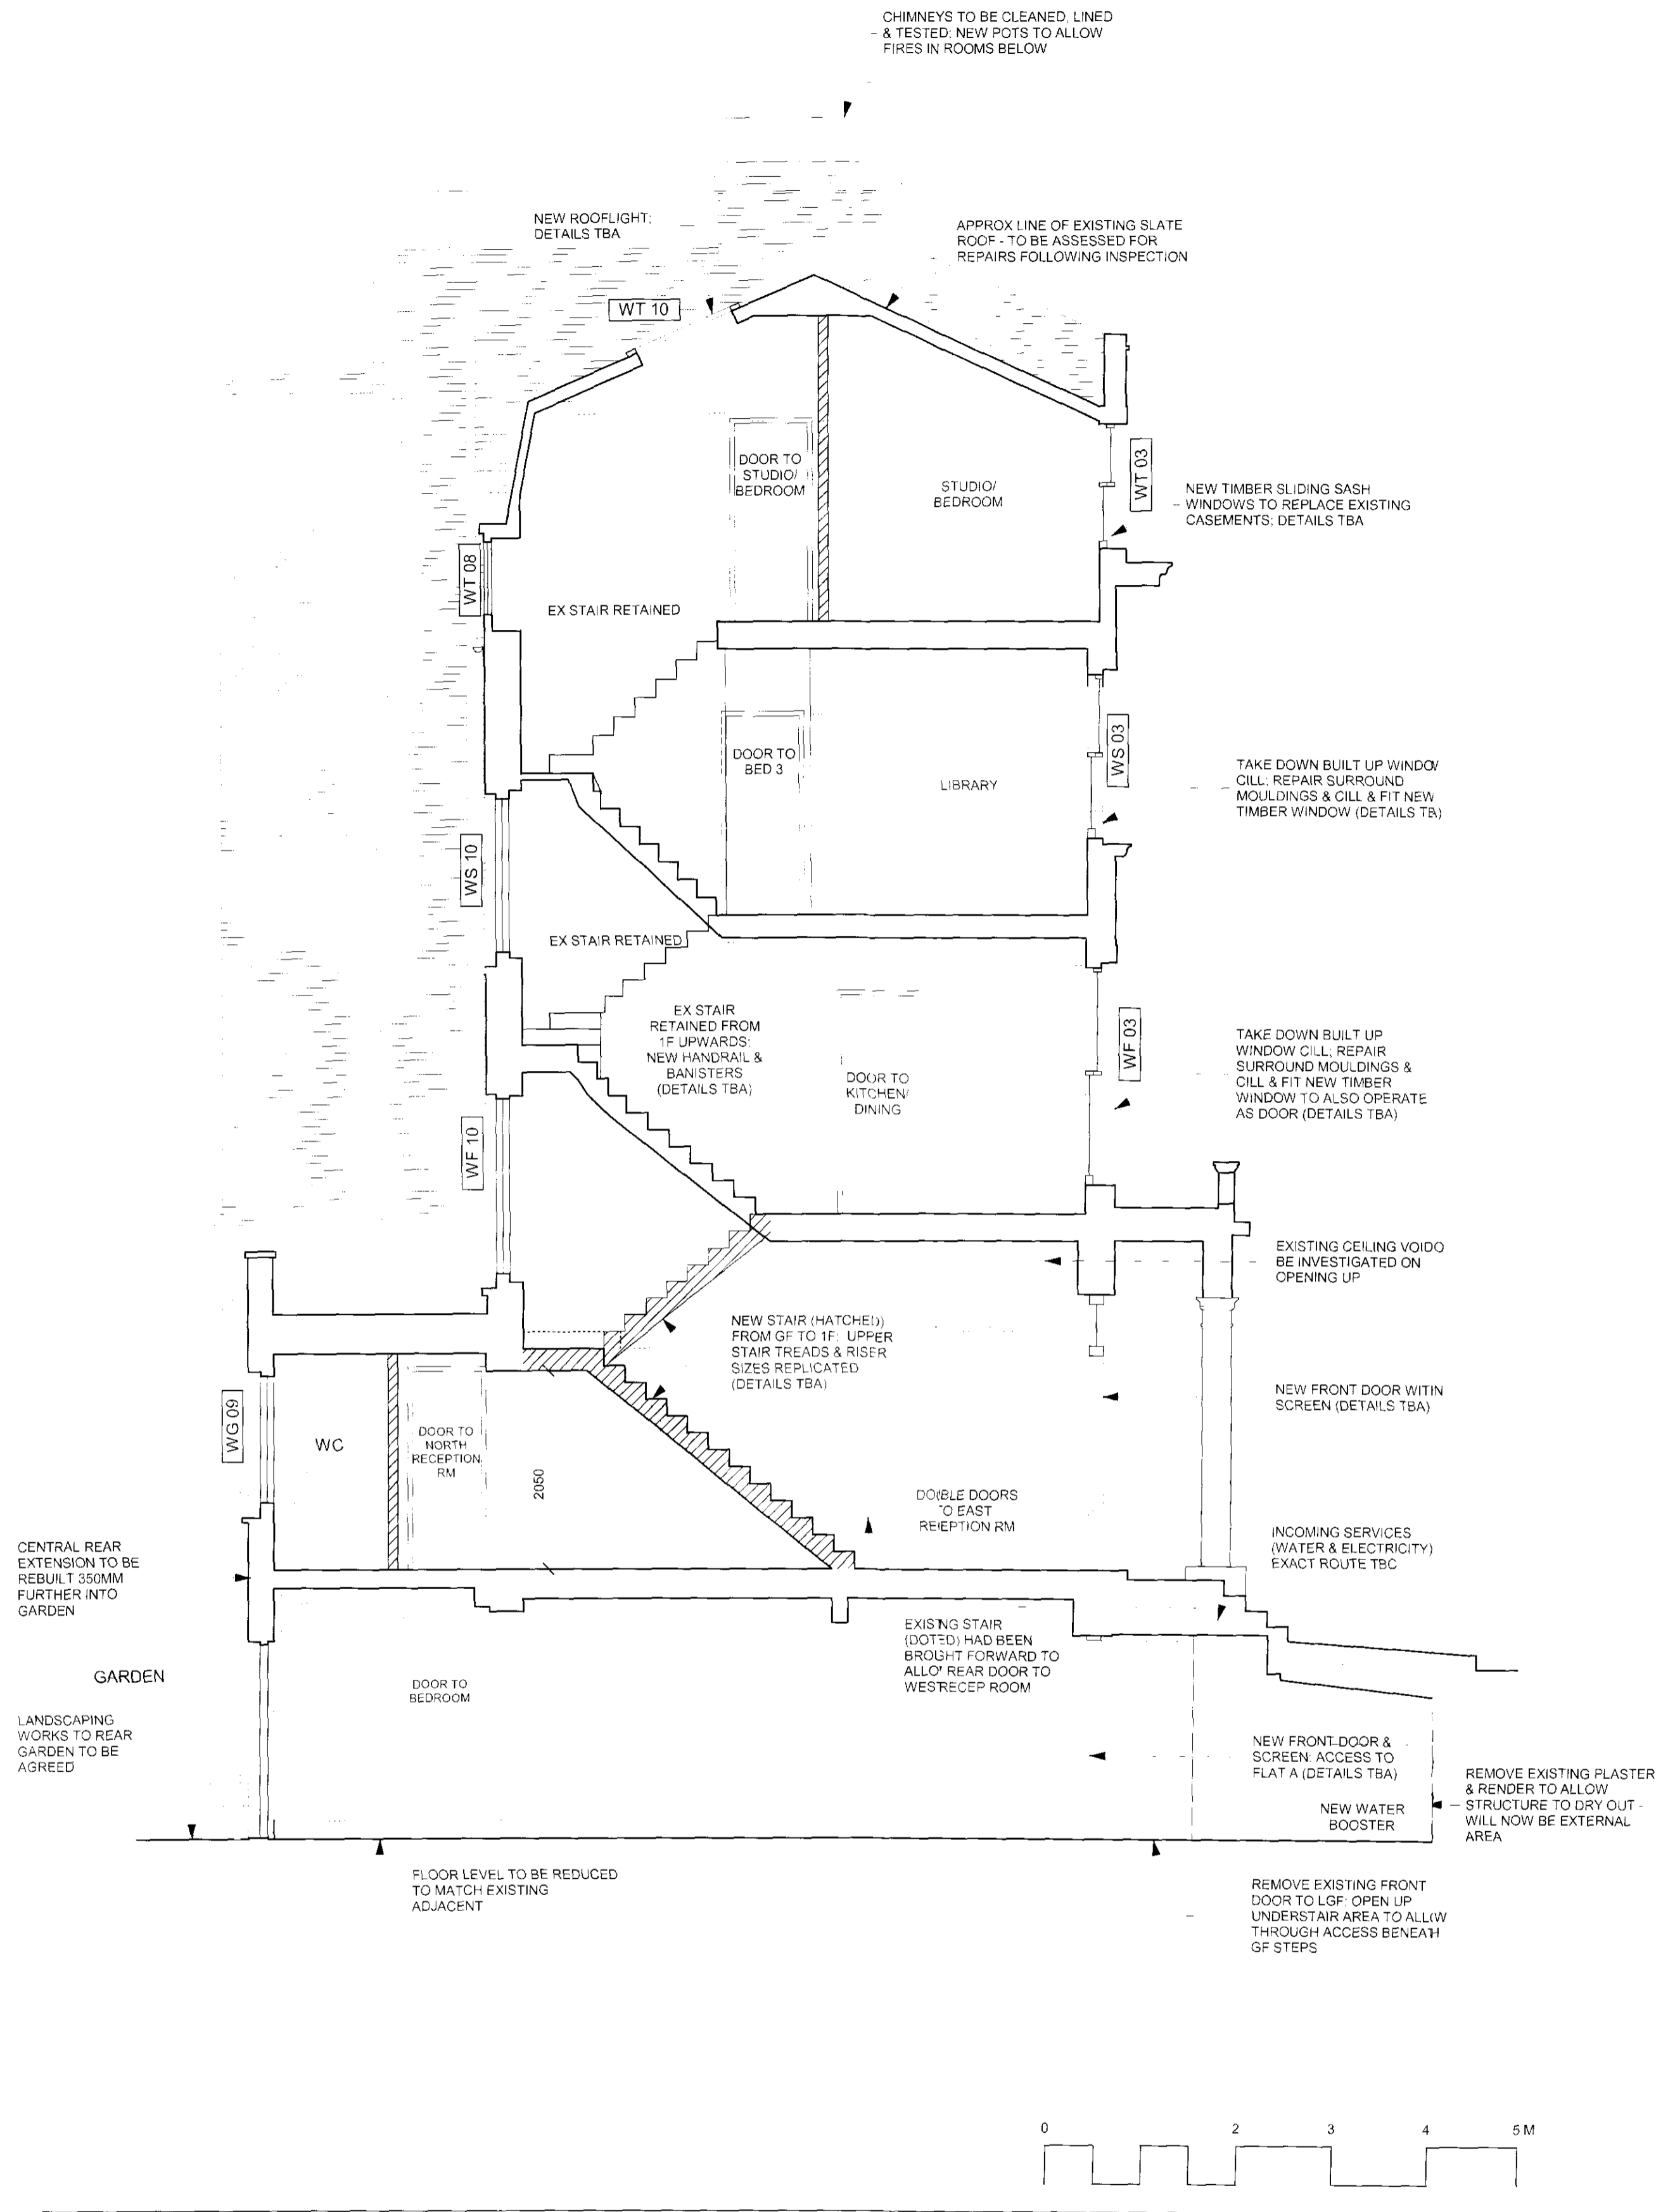 CHIMNEYS TO BE CLEANED, LINED
& TESTED; NEW POTS TO ALLOW
FIRES IN ROOMS BELOW
NEW ROOFLIGHT;
DETAILS TBA
APPROX LINE OF EXISTING SLATE
ROOF - TO BE ASSESSED FOR
REPAIRS FOLLOWING INSPECTION
WT 10
DOOR TO
STUDIO/
BEDROOM
STUDIO/
BEDROOM
WT 03
NEW TIMBER SLIDING SASH
WINDOWS TO REPLACE EXISTING
CASEMENTS; DETAILS TBA
WT 08
EX STAIR RETAINED
DOOR TO
BED 3
LIBRARY
WS 03
TAKE DOWN BUILT UP WINDOV
CILL; REPAIR SURROUND
MOULDINGS & CILL & FIT NEW
TIMBER WINDOW (DETAILS TB)
WS 10
EX STAIR RETAINED
EX STAIR
RETAINED FROM
1F UPWARDS:
NEW HANDRAIL &
BANISTERS
(DETAILS TBA)
DOOR TO
KITCHEN/
DINING
WF 03
TAKE DOWN BUILT UP
WINDOW CILL; REPAIR
SURROUND MOULDINGS &
CILL & FIT NEW TIMBER
WINDOW TO ALSO OPERATE
AS DOOR (DETAILS TBA)
WF 10
EXISTING CEILING VOIDO
BE INVESTIGATED ON
OPENING UP
NEW STAIR (HATCHED)
FROM GF TO 1F: UPPER
STAIR TREADS & RISER
SIZES REPLICATED
(DETAILS TBA)
NEW FRONT DOOR WITIN
SCREEN (DETAILS TBA)
WG 09
WC
DOOR TO
NORTH
RECEPTION
RM
2050
DOUBLE DOORS
TO EAST
RECEPTION RM
INCOMING SERVICES
(WATER & ELECTRICITY)
EXACT ROUTE TBC
CENTRAL REAR
EXTENSION TO BE
REBUILT 350MM
FURTHER INTO
GARDEN
EXISTNG STAIR
(DOTED) HAD BEEN
BROGHT FORWARD TO
ALLO' REAR DOOR TO
WESTRECEP ROOM
GARDEN
DOOR TO
BEDROOM
LANDSCAPING
WORKS TO REAR
GARDEN TO BE
AGREED
NEW FRONT DOOR &
SCREEN: ACCESS TO
FLAT A (DETAILS TBA)
NEW WATER
BOOSTER
REMOVE EXISTING PLASTER
& RENDER TO ALLOW
STRUCTURE TO DRY OUT -
WILL NOW BE EXTERNAL
AREA
FLOOR LEVEL TO BE REDUCED
TO MATCH EXISTING
ADJACENT
REMOVE EXISTING FRONT
DOOR TO LGF; OPEN UP
UNDERSTAIR AREA TO ALLOW
THROUGH ACCESS BENEATH
GF STEPS
0 2 3 4 5 M